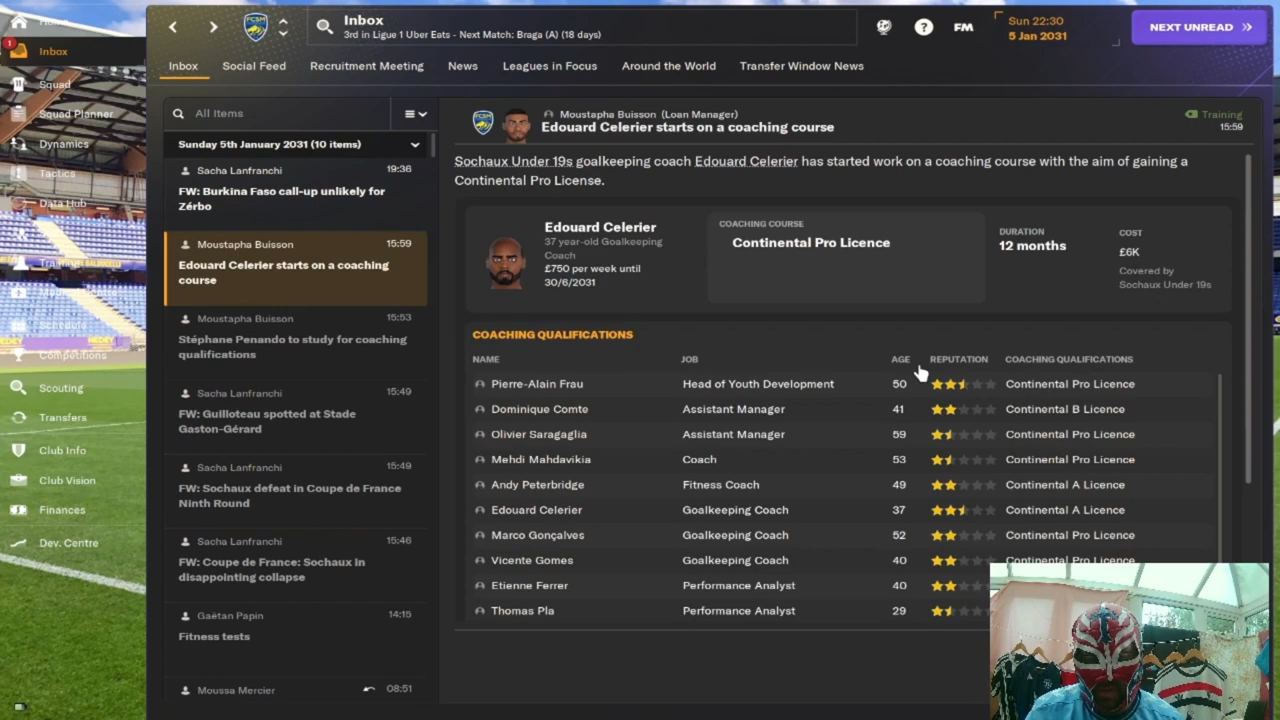 Inbox
3rd in Ligue 1 Uber Eats - Next Match: Braga (A) (18 days)
FM
Sun 22:30
5 Jan 2031
NEXT UNREAD
Inbox
Social Feed
Recruitment Meeting
News
Leagues in Focus
Around the World
Transfer Window News
1
Inbox
Squad
Squad Planner
Dynamics
Tactics
Data Hub
Schedule
Competitions
Scouting
Transfers
Club Info
Club Vision
Finances
Dev. Centre
All Items
Sunday 5th January 2031 (10 items)
Sacha Lanfranchi
19:36
FW: Burkina Faso call-up unlikely for
Zérbo
Moustapha Buisson
15:59
Edouard Celerier starts on a coaching
course
Moustapha Buisson
15:53
Stéphane Penando to study for coaching
qualifications
Sacha Lanfranchi
15:49
FW: Guilloteau spotted at Stade
Gaston-Gérard
Sacha Lanfranchi
15:49
FW: Sochaux defeat in Coupe de France
Ninth Round
Sacha Lanfranchi
15:46
FW: Coupe de France: Sochaux in
disappointing collapse
Gaëtan Papin
14:15
Fitness tests
Moussa Mercier
08:51
FCSM
Moustapha Buisson (Loan Manager)
Edouard Celerier starts on a coaching course
Training
15:59
Sochaux Under 19s goalkeeping coach Edouard Celerier has started work on a coaching course with the aim of gaining a
Continental Pro License.
Edouard Celerier
37 year-old Goalkeeping
Coach
£750 per week until
30/6/2031
COACHING COURSE
Continental Pro Licence
DURATION
12 months
COST
£6K
Covered by
Sochaux Under 19s
COACHING QUALIFICATIONS
NAME JOB AGE REPUTATION COACHING QUALIFICATIONS
Pierre-Alain Frau Head of Youth Development 50 Continental Pro Licence
Dominique Comte Assistant Manager 41 Continental B Licence
Olivier Saragaglia Assistant Manager 59 Continental Pro Licence
Mehdi Mahdavikia Coach 53 Continental Pro Licence
Andy Peterbridge Fitness Coach 49 Continental A Licence
Edouard Celerier Goalkeeping Coach 37 Continental A Licence
Marco Gonçalves Goalkeeping Coach 52 Continental Pro Licence
Vicente Gomes Goalkeeping Coach 40 Continental Pro Licence
Etienne Ferrer Performance Analyst 40
Thomas Pla Performance Analyst 29